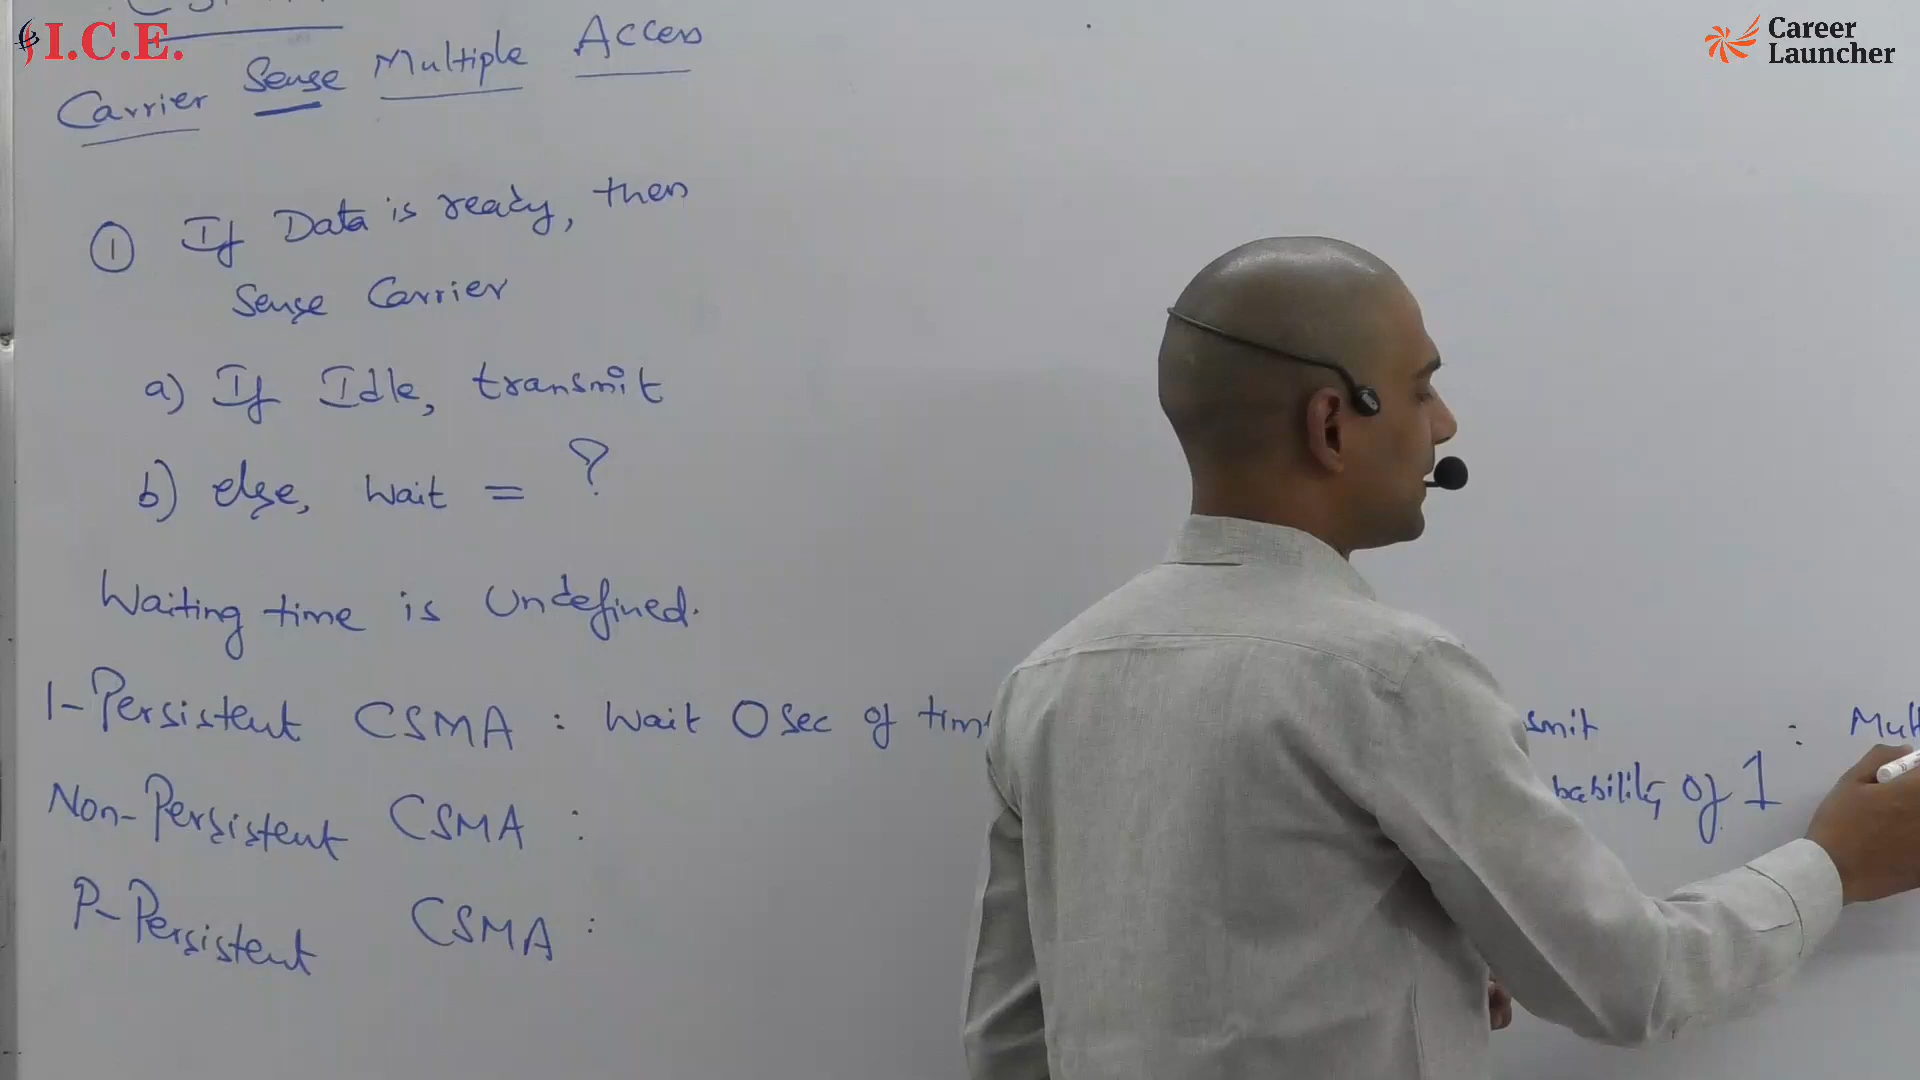 I.C.E.
Career
Launcher
Carrier Sense Multiple Access
① If Data is ready, then
Sense Carrier
a) If Idle, transmit
b) else, wait = ?
Waiting time is Undefined.
1-Persistent CSMA : Wait 0 sec of time smit : Mult
bability of 1
Non-Persistent CSMA :
P-Persistent CSMA :